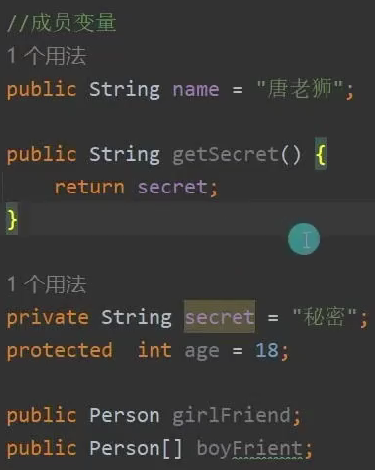 //成员变量
1 个用法
public String name = "唐老狮";
public String getSecret() {
return secret;
}
1 个用法
private String secret = "秘密";
protected  int age = 18;
public Person girlFriend;
public Person[] boyFrient;